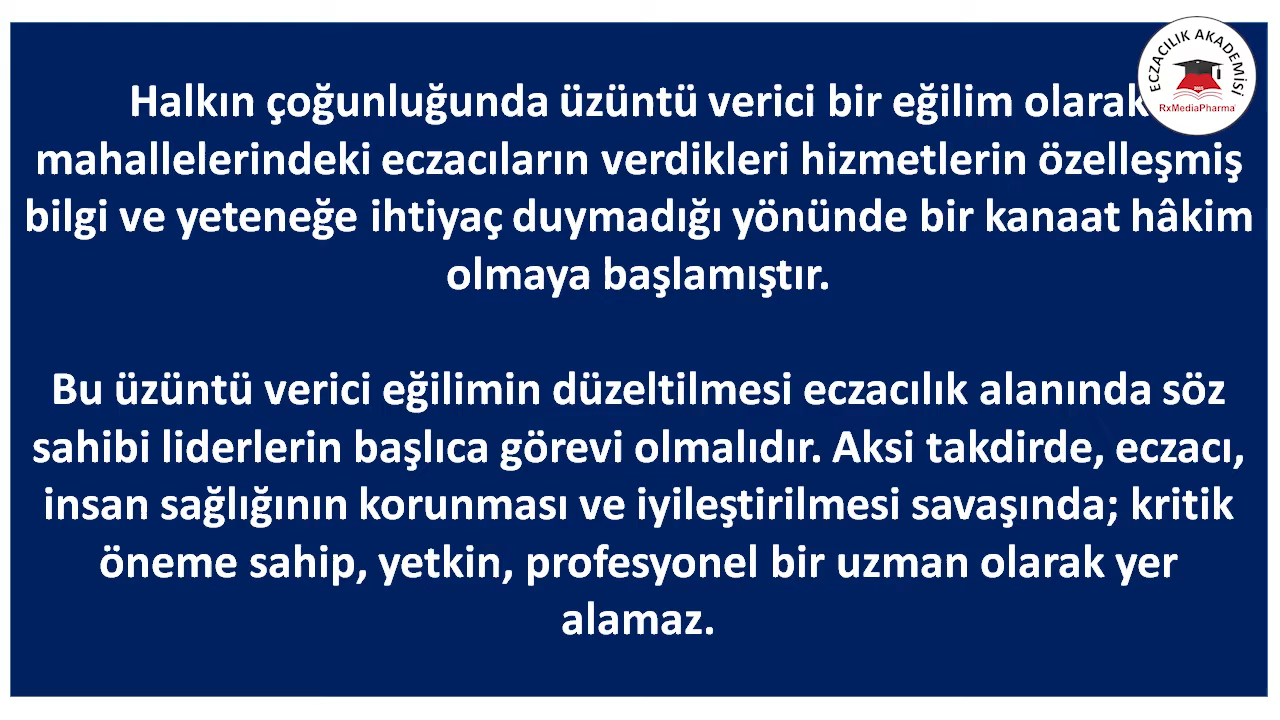 ECZACILIK AKADEMİSİ
2015
RxMediaPharma
Halkın çoğunluğunda üzüntü verici bir eğilim olarak
mahallelerindeki eczacıların verdikleri hizmetlerin özelleşmiş
bilgi ve yeteneğe ihtiyaç duymadığı yönünde bir kanaat hâkim
olmaya başlamıştır.
Bu üzüntü verici eğilimin düzeltilmesi eczacılık alanında söz
sahibi liderlerin başlıca görevi olmalıdır. Aksi takdirde, eczacı,
insan sağlığının korunması ve iyileştirilmesi savaşında; kritik
öneme sahip, yetkin, profesyonel bir uzman olarak yer
alamaz.